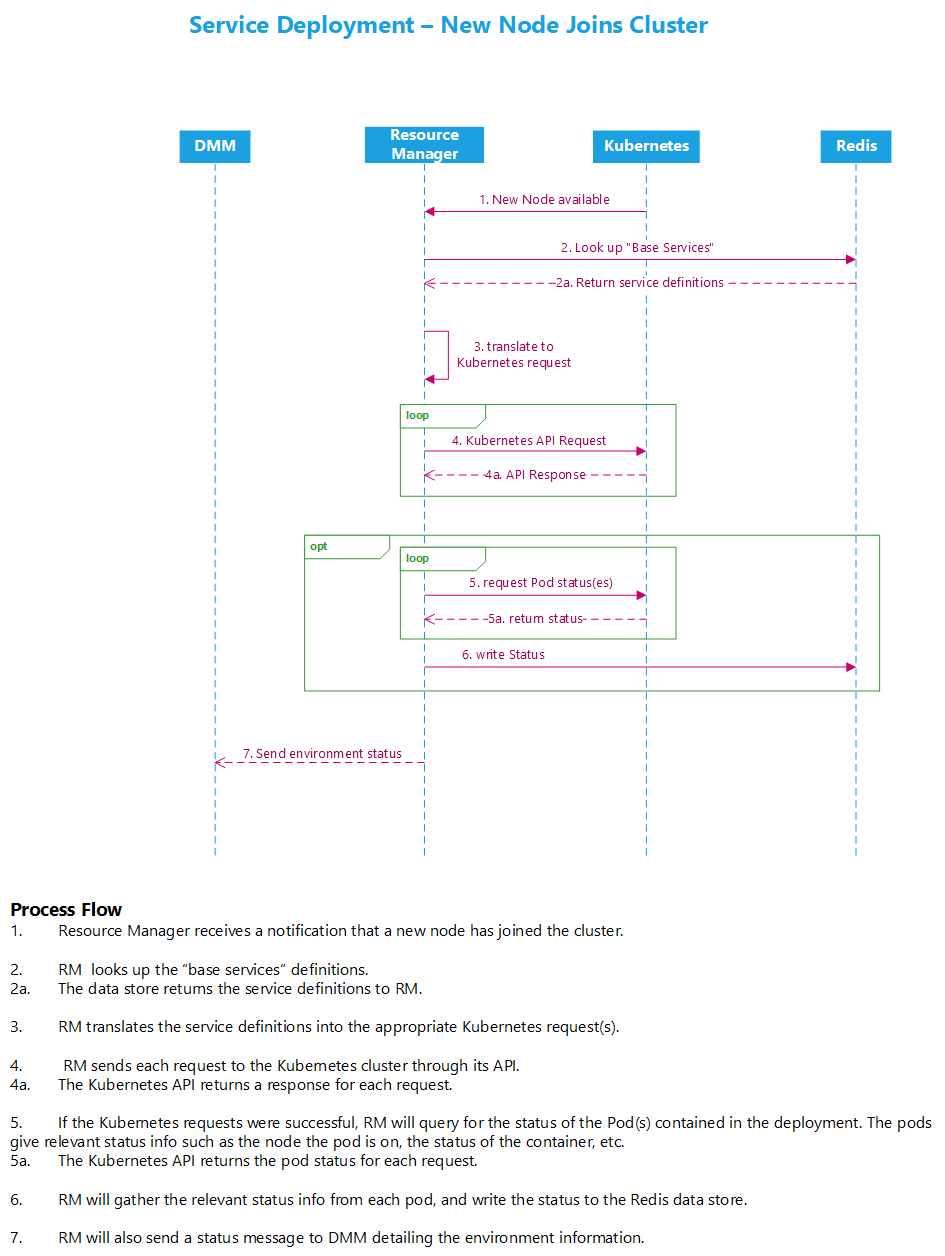 Service Deployment – New Node Joins Cluster
DMM
Resource
Manager
Kubernetes
Redis
1. New Node available
2. Look up "Base Services"
2a. Return service definitions
3. translate to
Kubernetes request
loop
4. Kubernetes API Request
4a. API Response
opt
loop
5. request Pod status(es)
5a. return status
6. write Status
7. Send environment status
Process Flow
1. Resource Manager receives a notification that a new node has joined the cluster.
2. RM looks up the “base services” definitions.
2a. The data store returns the service definitions to RM.
3. RM translates the service definitions into the appropriate Kubernetes request(s).
4. RM sends each request to the Kubernetes cluster through its API.
4a. The Kubernetes API returns a response for each request.
5. If the Kubernetes requests were successful, RM will query for the status of the Pod(s) contained in the deployment. The pods
give relevant status info such as the node the pod is on, the status of the container, etc.
5a. The Kubernetes API returns the pod status for each request.
6. RM will gather the relevant status info from each pod, and write the status to the Redis data store.
7. RM will also send a status message to DMM detailing the environment information.